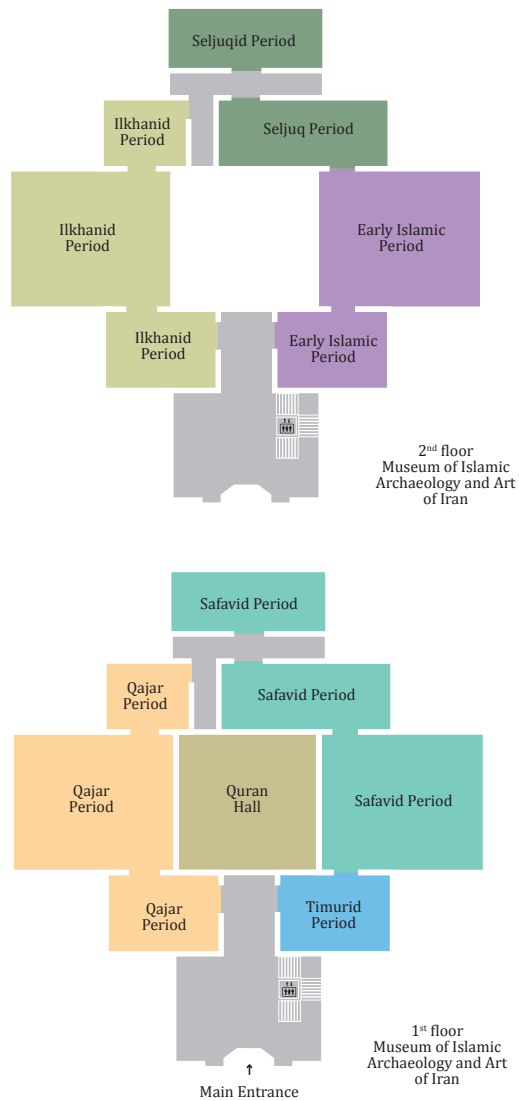 Seljuqid Period
Ilkhanid
Period
Seljuq Period
Ilkhanid
Period
Early Islamic
Period
Ilkhanid
Period
Early Islamic
Period
2nd floor
Museum of Islamic
Archaeology and Art
of Iran
Safavid Period
Qajar
Period
Safavid Period
Qajar
Period
Quran
Hall
Safavid Period
Qajar
Period
Timurid
Period
1st floor
Museum of Islamic
Archaeology and Art
of Iran
Main Entrance